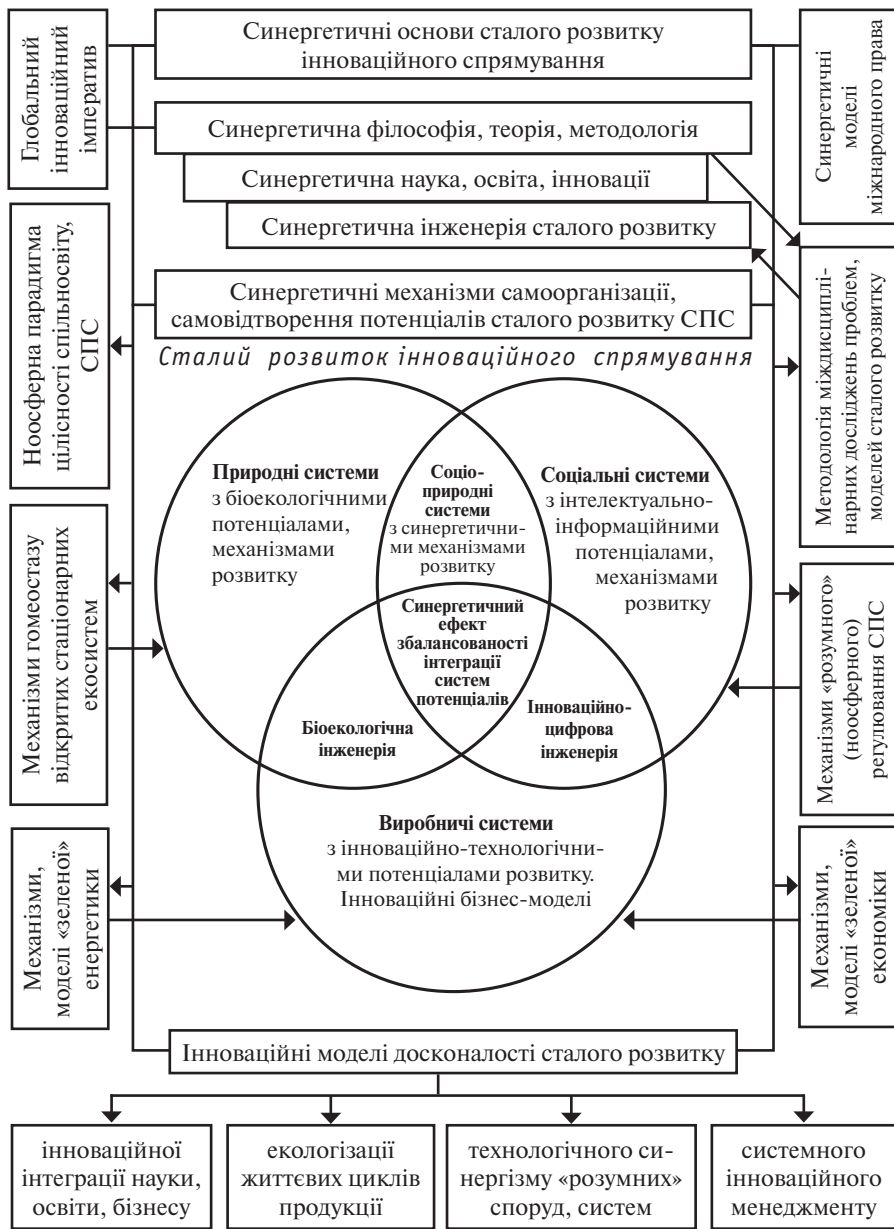 Синергетичні основи сталого розвитку
інноваційного спрямування
Глобальний
інноваційний
імператив
Синергетичні
моделі
міжнародного права
Синергетична філософія, теорія, методологія
Синергетична наука, освіта, інновації
Синергетична інженерія сталого розвитку
Ноосферна парадигма
цілісності спільносвіту,
СПС
Методологія міждисциплі-
нарних досліджень проблем,
моделей сталого розвитку
Синергетичні механізми самоорганізації,
самовідтворення потенціалів сталого розвитку СПС
Сталий розвиток інноваційного спрямування
Природні системи
з біоекологічними
потенціалами,
механізмами
розвитку
Соціо-
природні
системи
з синергетични-
ми механізмами
розвитку
Соціальні системи
з інтелектуально-
інформаційними
потенціалами,
механізмами
розвитку
Механізми гомеостазу
відкритих стаціонарних
екосистем
Синергетичний
ефект
збалансованості
інтеграції
систем
потенціалів
Механізми «розумного»
(ноосферного)
регулювання СПС
Біоекологічна
інженерія
Інноваційно-
цифрова
інженерія
Виробничі системи
з інноваційно-технологічни-
ми потенціалами розвитку.
Інноваційні бізнес-моделі
Механізми,
моделі «зеленої»
енергетики
Механізми,
моделі «зеленої»
економіки
Інноваційні моделі досконалості сталого розвитку
інноваційної
інтеграції науки,
освіти, бізнесу
екологізації
життєвих циклів
продукції
технологічного си-
нергізму «розумних»
споруд, систем
системного
інноваційного
менеджменту